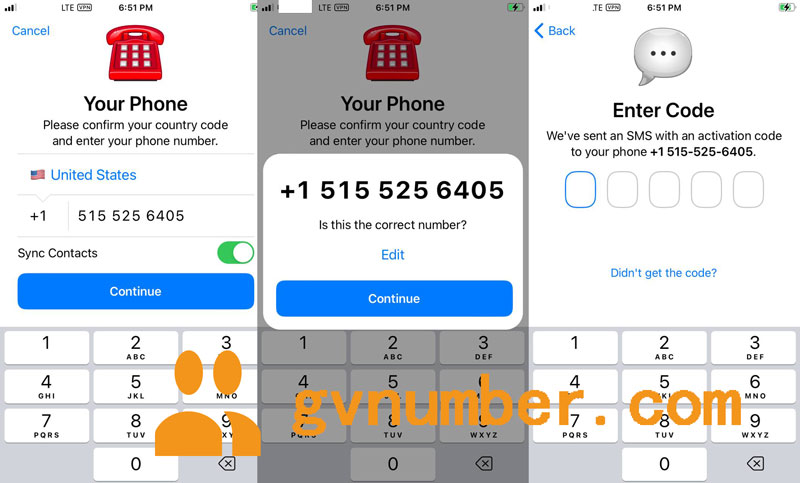 LTE VPN 6:51 PM
Cancel
Your Phone
Please confirm your country code
and enter your phone number.
United States
+1 515 525 6405
Sync Contacts
Continue
1
2 ABC
3
4 GHI
5 JKL
MNO
7 PQRS
8 TUV
9
0
LTE VPN 6:51 PM
Cancel
Your Phone
Please confirm your country code
and enter your phone number.
+1 515 525 6405
Is this the correct number?
Edit
Continue
1
2 ABC
3 DEF
4 GHI
5 JKL
6
7 PQRS
8 TUV
9 WXYZ
0
.TE VPN 6:51 PM
Back
Enter Code
We've sent an SMS with an activation code
to your phone +1 515-525-6405.
Didn't get the code?
1
2 ABC
3 DEF
4 GHI
5
6
7 PQRS
8 TUV
9 WXYZ
0
gvnumber.com